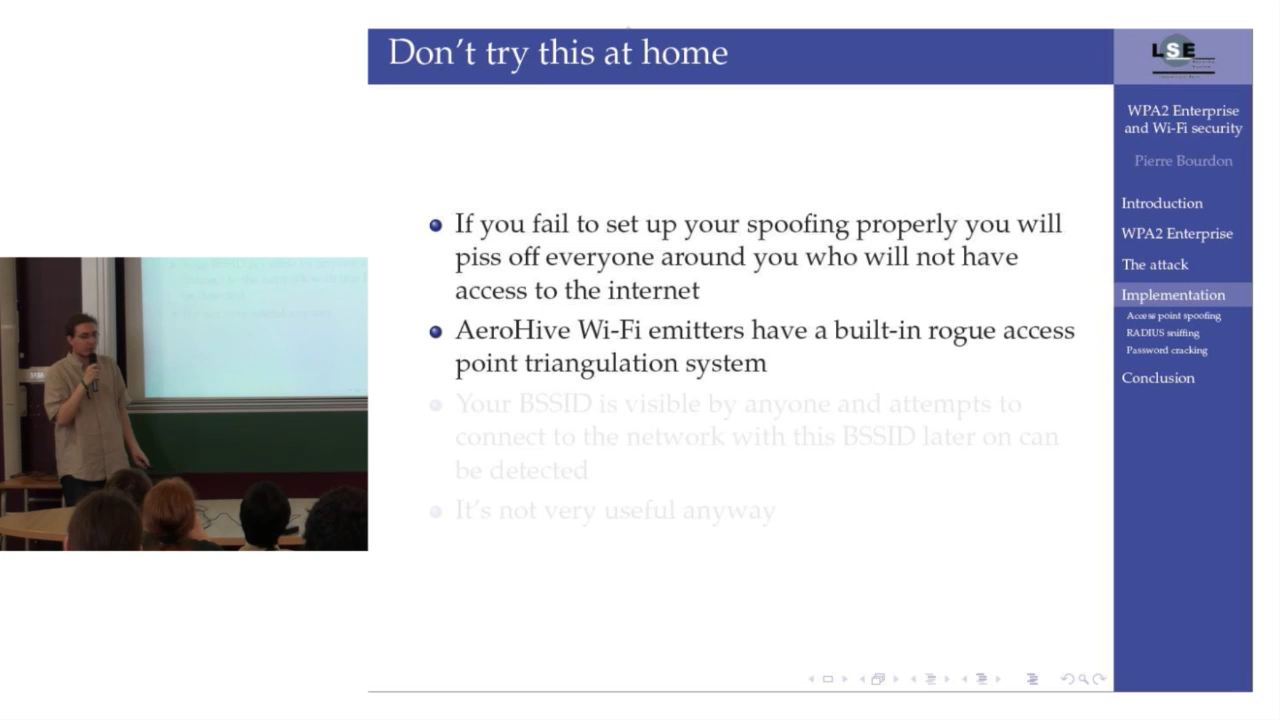 Don't try this at home
If you fail to set up your spoofing properly you will
piss off everyone around you who will not have
access to the internet
AeroHive Wi-Fi emitters have a built-in rogue access
point triangulation system
Your BSSID is visible by anyone and attempts to
connect to the network with this BSSID later on can
be detected
It's not very useful anyway
LSE
WPA2 Enterprise
and Wi-Fi security
Pierre Bourdon
Introduction
WPA2 Enterprise
The attack
Implementation
Access point spoofing
RADIUS sniffing
Password cracking
Conclusion